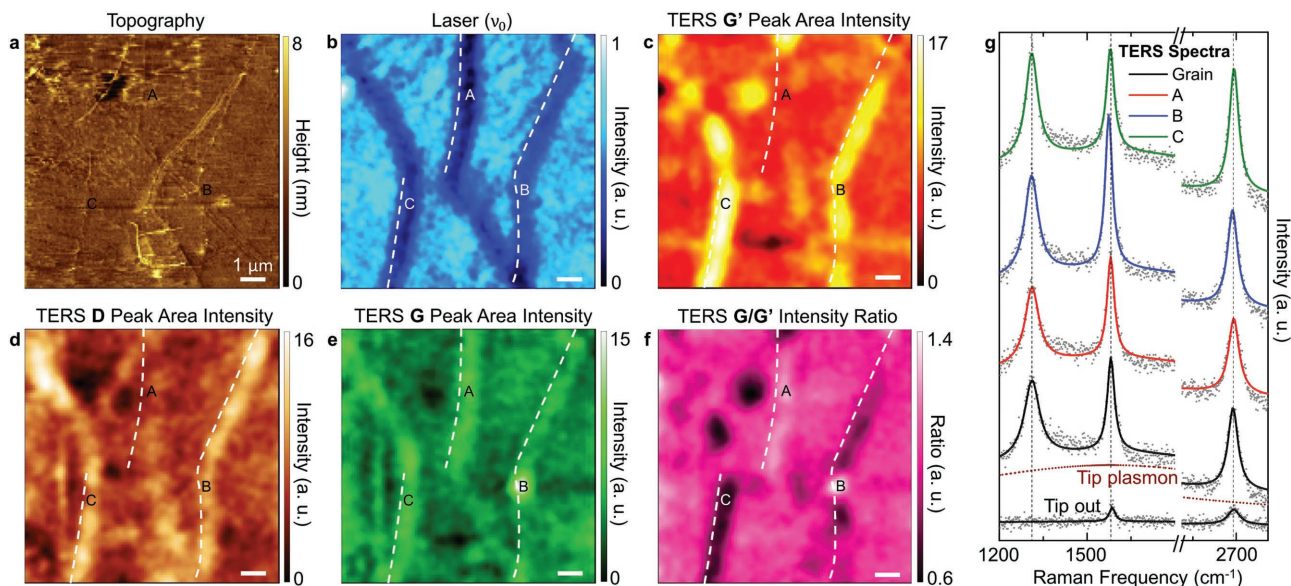 Topography
a
A
B
C
1 μm
8
0
Height (nm)
Laser (ν₀)
b
A
B
C
1
0
Intensity (a. u.)
TERS G' Peak Area Intensity
c
A
B
C
17
0
Intensity (a. u.)
TERS D Peak Area Intensity
d
A
B
C
16
0
Intensity (a. u.)
TERS G Peak Area Intensity
e
A
B
C
15
0
Intensity (a. u.)
TERS G/G' Intensity Ratio
f
A
B
C
1.4
0.6
Ratio (a. u.)
g
TERS Spectra
Grain
A
B
C
Tip plasmon
Tip out
1200 1500 2700
Raman Frequency (cm⁻¹)
Intensity (a. u.)